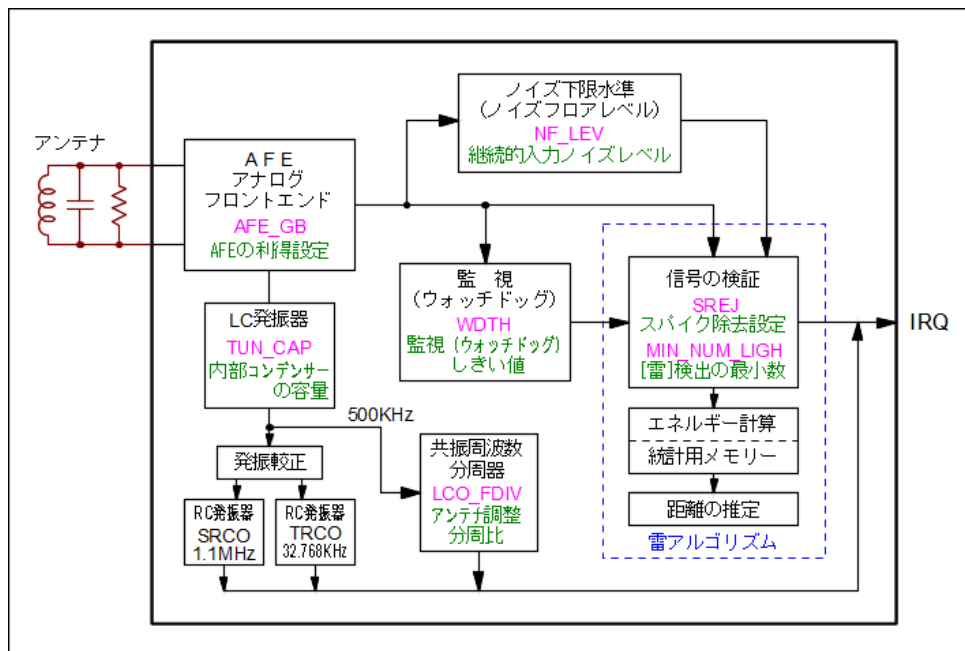 アンテナ
AFE
アナログ
フロントエンド
AFE_GB
AFEの利得設定
ノイズ下限水準
(ノイズフロアレベル)
NF_LEV
継続的入力ノイズレベル
監 視
(ウォッチドッグ)
WDTH
監視 (ウォッチドッグ)
しきい値
信号の検証
SREJ
スパイク除去設定
MIN_NUM_LIGH
[雷]検出の最小数
IRQ
LC発振器
TUN_CAP
内部コンデンサー
の容量
500KHz
発振較正
RC発振器
SRCO
1.1MHz
RC発振器
TRCO
32.768KHz
共振周波数
分周器
LCO_FDIV
アンテナ調整
分周比
エネルギー計算
統計用メモリー
距離の推定
雷アルゴリズム